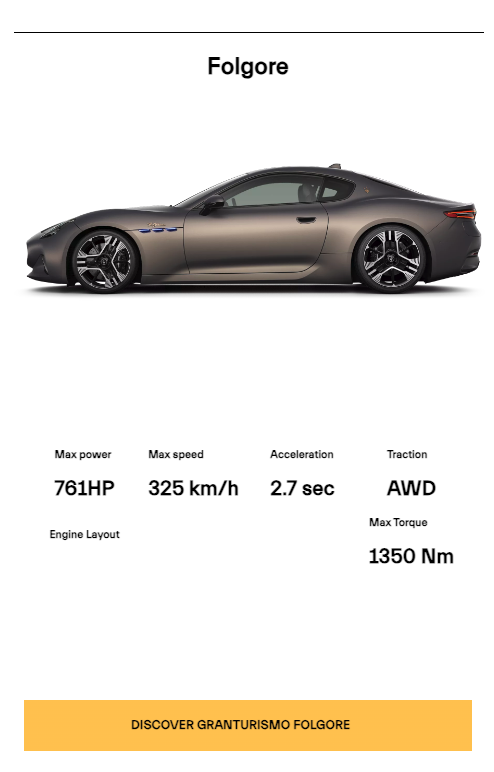 Folgore
Max power
Max speed
Acceleration
Traction
761HP
325 km/h
2.7 sec
AWD
Max Torque
Engine Layout
1350 Nm
DISCOVER GRANTURISMO FOLGORE